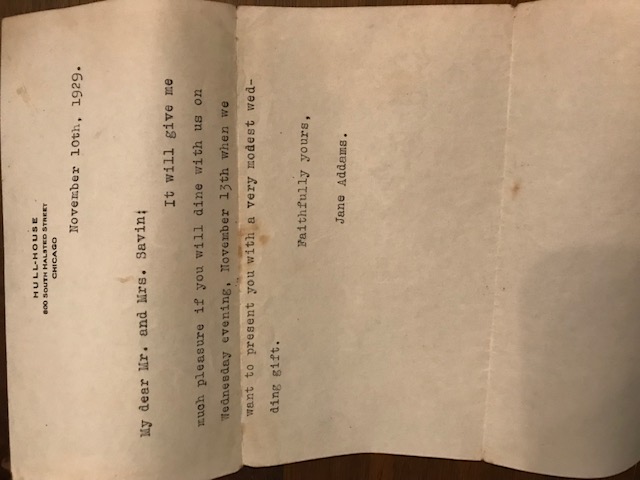 HULL-HOUSE
800 SOUTH HALSTED STREET
CHICAGO
November 10th, 1929.
My dear Mr. and Mrs. Savin:
It will give me
much pleasure if you will dine with us on
Wednesday evening, November 13th when we
want to present you with a very modest wed-
ding gift.
Faithfully yours,
Jane Addams.